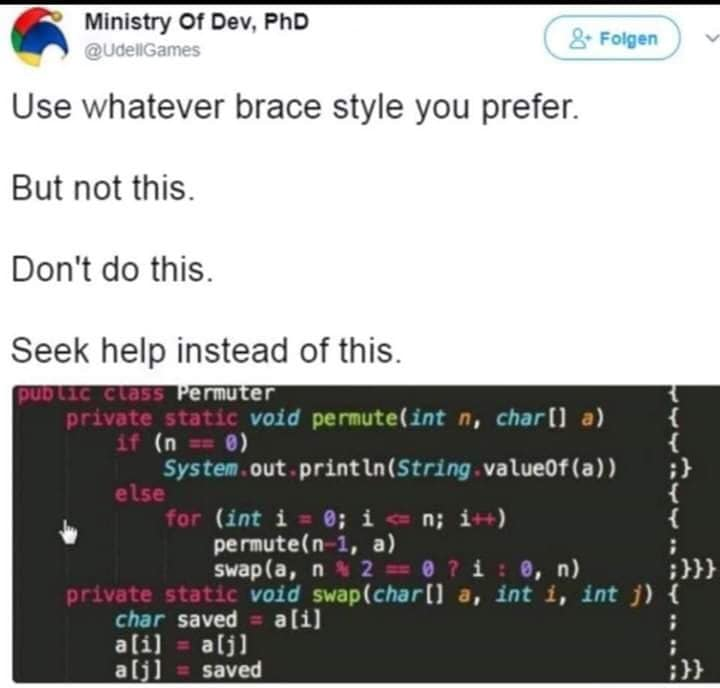 Ministry Of Dev, PhD
@UdellGames
Folgen
Use whatever brace style you prefer.
But not this.
Don't do this.
Seek help instead of this.
public class Permuter {
private static void permute(int n, char[] a) {
if (n == 0) {
System.out.println(String.valueOf(a)) ;}
else {
for (int i = 0; i <= n; i++) {
permute(n-1, a) ;
swap(a, n % 2 == 0 ? i : 0, n) ;}}}
private static void swap(char[] a, int i, int j) {
char saved = a[i] ;
a[i] = a[j] ;
a[j] = saved ;}}